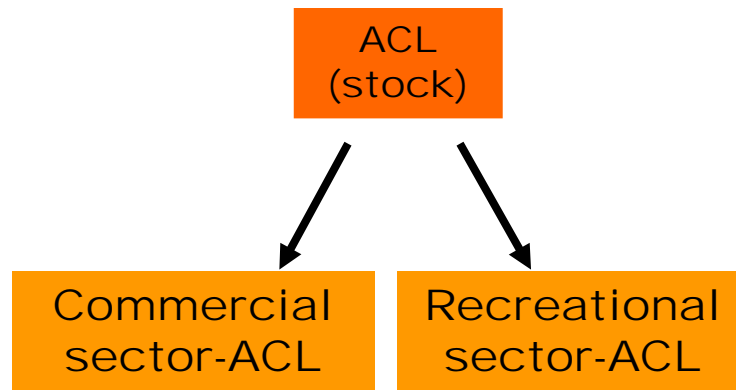 ACL
(stock)
Commercial
sector-ACL
Recreational
sector-ACL